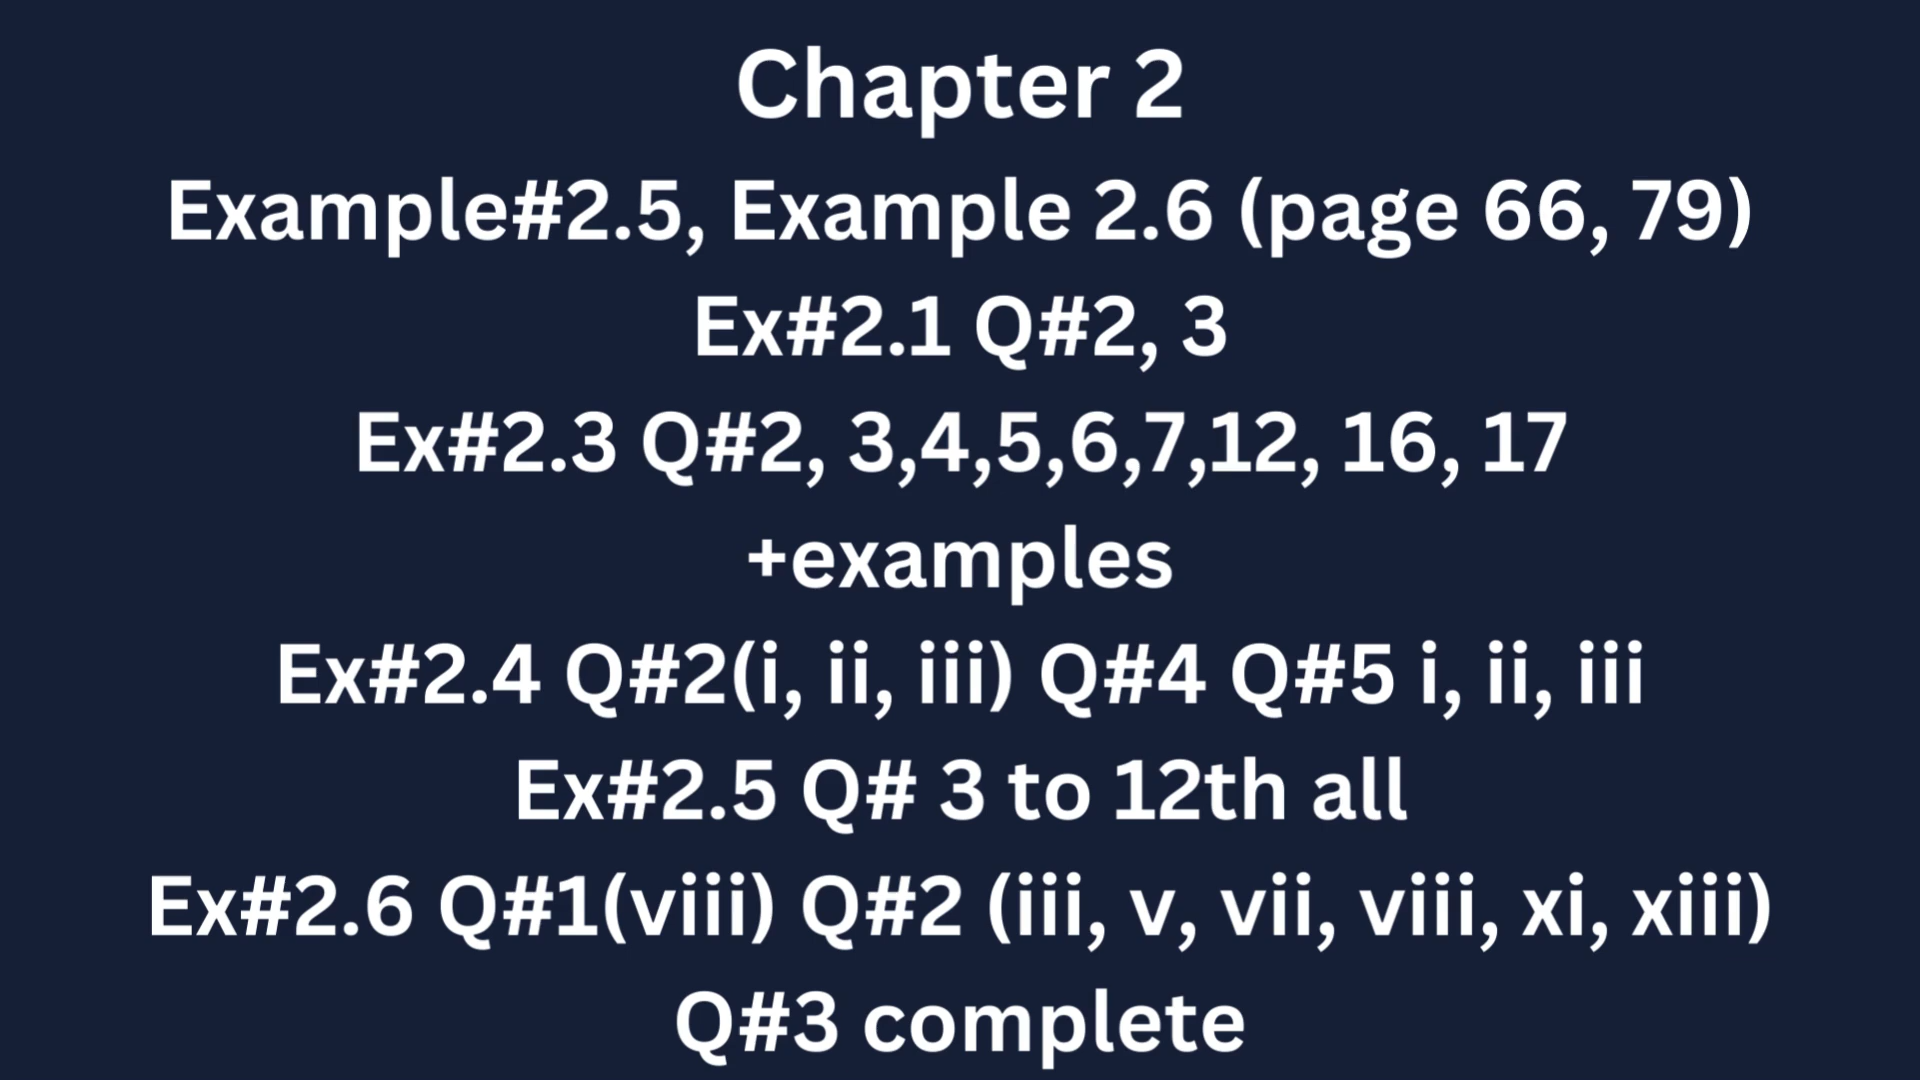 Chapter 2
Example#2.5, Example 2.6 (page 66, 79)
Ex#2.1 Q#2, 3
Ex#2.3 Q#2, 3,4,5,6,7,12, 16, 17
+examples
Ex#2.4 Q#2(i, ii, iii) Q#4 Q#5 i, ii, iii
Ex#2.5 Q# 3 to 12th all
Ex#2.6 Q#1(viii) Q#2 (iii, v, vii, viii, xi, xiii)
Q#3 complete